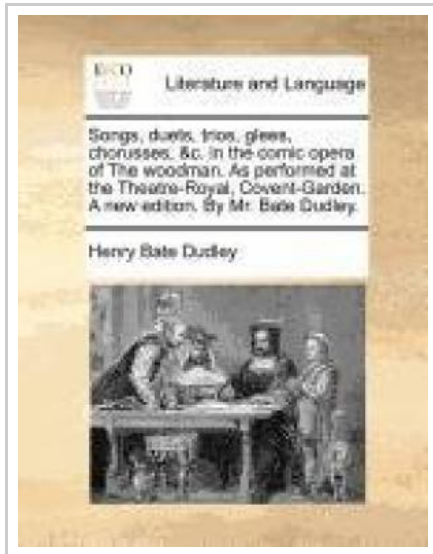 ECCO
Literature and Language
Songs, duets, trios, glees,
chorusses, &c. in the comic opera
of The woodman. As performed at
the Theatre-Royal, Covent-Garden.
A new edition. By Mr. Bate Dudley.
Henry Bate Dudley